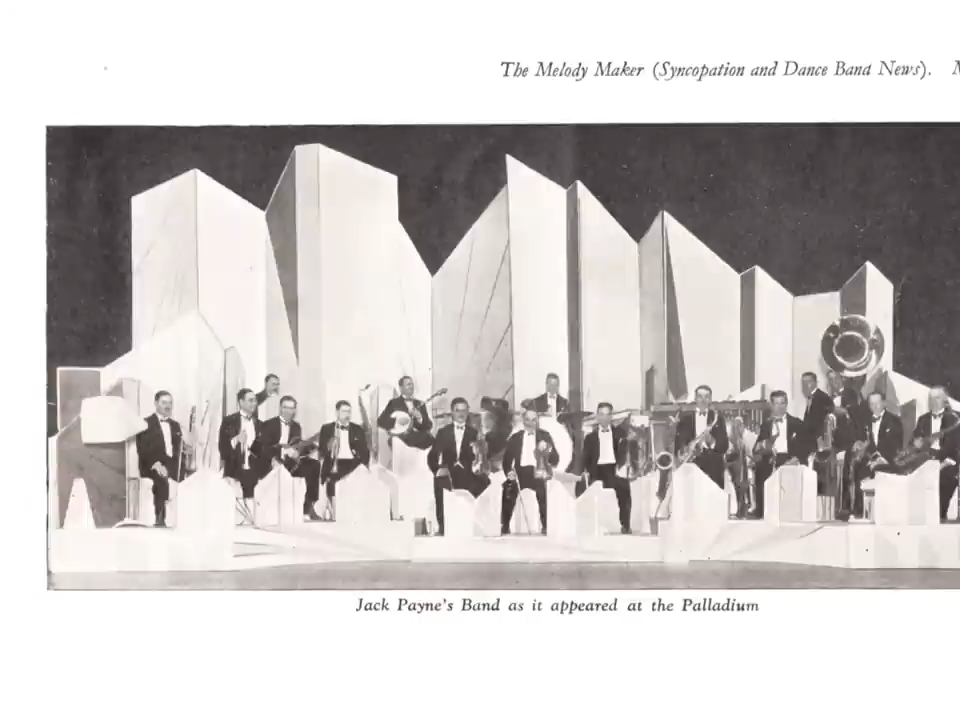 The Melody Maker (Syncopation and Dance Band News).
Jack Payne's Band as it appeared at the Palladium